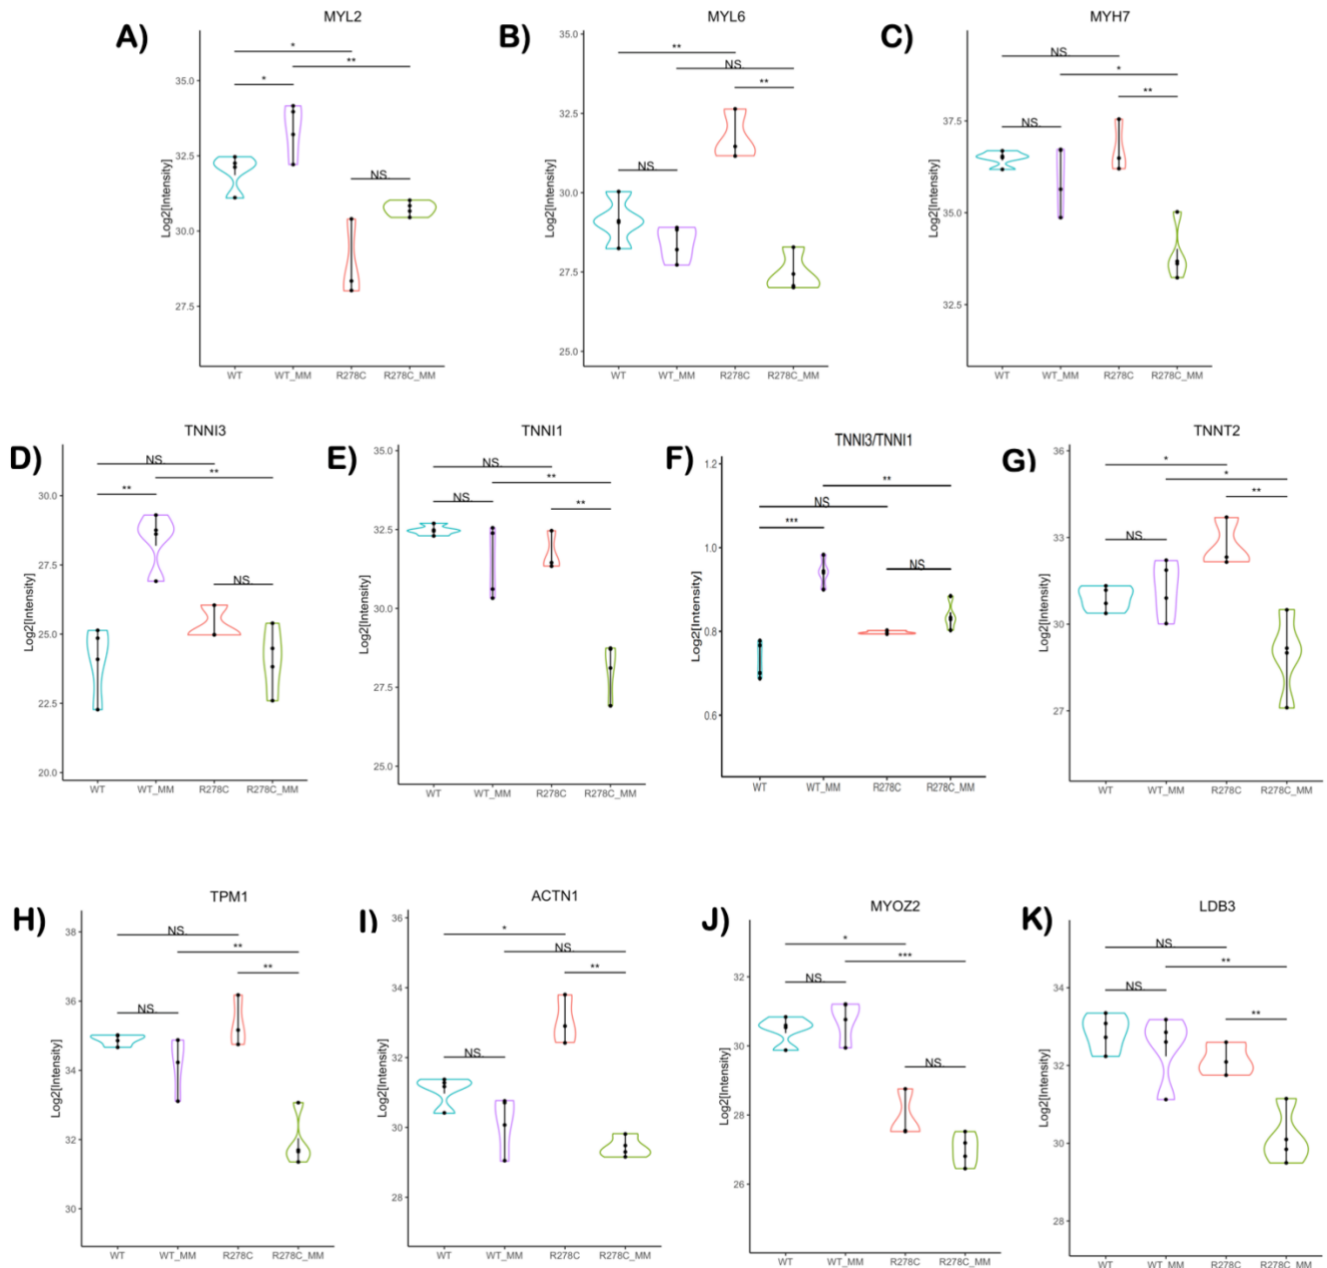 A)
MYL2
Log2[Intensity]
35.0
32.5
30.0
27.5
*
**
*
NS.
WT
WT_MM
R278C
R278C_MM
B)
MYL6
Log2[Intensity]
35.0
32.5
30.0
27.5
25.0
**
NS.
**
NS
WT
WT_MM
R278C
R278C_MM
C)
MYH7
Log2[Intensity]
37.5
35.0
32.5
NS.
*
**
NS.
WT
WT_MM
R278C
R278C_MM
D)
TNNI3
Log2[Intensity]
30.0
27.5
25.0
22.5
20.0
NS.
**
**
NS.
WT
WT_MM
R278C
R278C_MM
E)
TNNI1
Log2[Intensity]
35.0
32.5
30.0
27.5
25.0
NS.
**
NS.
**
WT
WT_MM
R278C
R278C_MM
F)
TNNI3/TNNI1
Log2[Intensity]
1.2
1.0
0.8
0.6
**
NS
***
NS
WT
WT_MM
R278C
R278C_MM
G)
TNNT2
Log2[Intensity]
36
33
30
27
*
*
**
NS.
WT
WT_MM
R278C
R278C_MM
H)
TPM1
Log2[Intensity]
38
36
34
32
30
NS.
**
**
NS.
WT
WT_MM
R278C
R278C_MM
I)
ACTN1
Log2[Intensity]
36
34
32
30
28
*
NS
**
NS.
WT
WT_MM
R278C
R278C_MM
J)
MYOZ2
Log2[Intensity]
32
30
28
26
*
***
NS
NS.
WT
WT_MM
R278C
R278C_MM
K)
LDB3
Log2[Intensity]
34
32
30
28
NS
**
NS
**
WT
WT_MM
R278C
R278C_MM